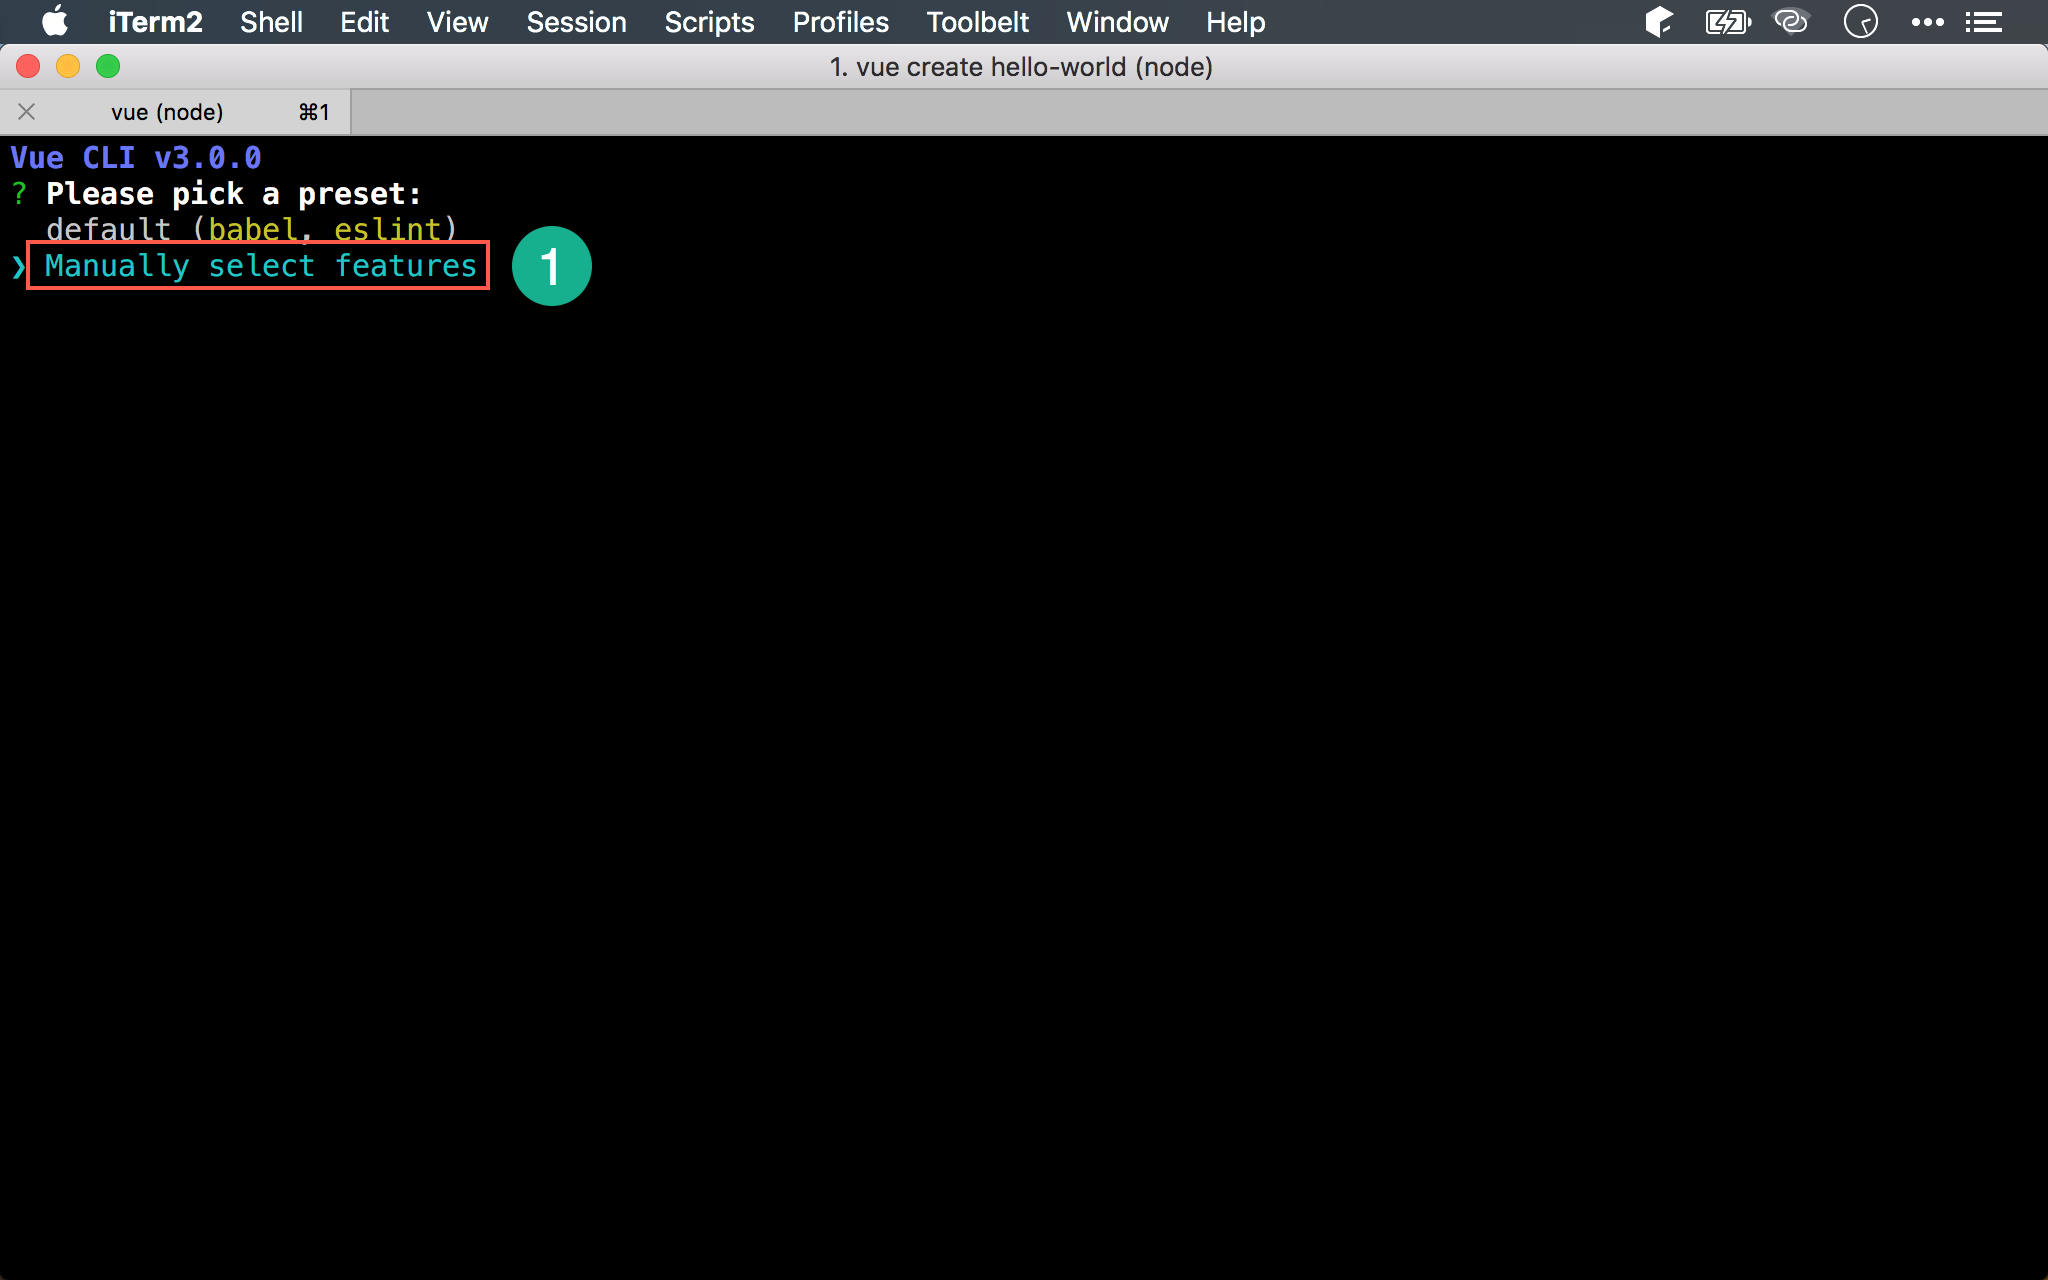 iTerm2 Shell Edit View Session Scripts Profiles Toolbelt Window Help
1. vue create hello-world (node)
vue (node) ⌘1
Vue CLI v3.0.0
? Please pick a preset:
default (babel, eslint)
❯ Manually select features 1